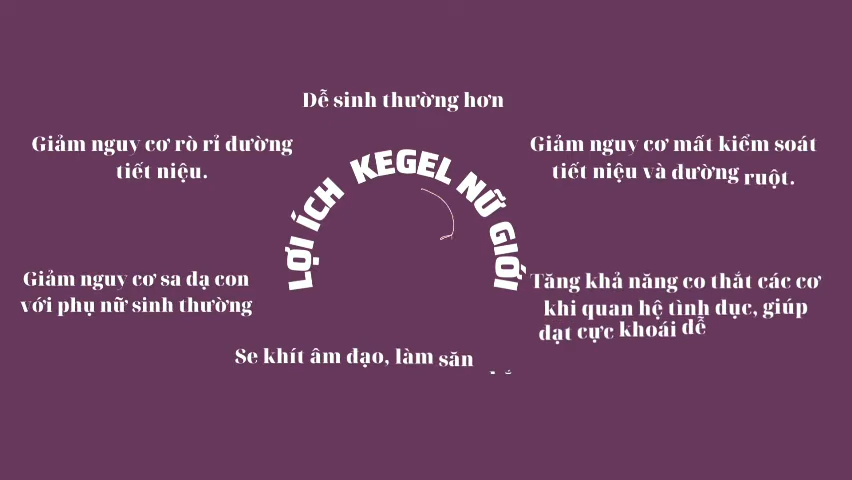 Dễ sinh thường hơn
Giảm nguy cơ rò rỉ đường
tiết niệu.
Giảm nguy cơ mất kiểm soát
tiết niệu và đường ruột.
LỢI ÍCH KEGEL NỮ GIỚI
Giảm nguy cơ sa dạ con
với phụ nữ sinh thường
Tăng khả năng co thắt các cơ
khi quan hệ tình dục, giúp
đạt cực khoái dễ
Se khít âm đạo, làm săn